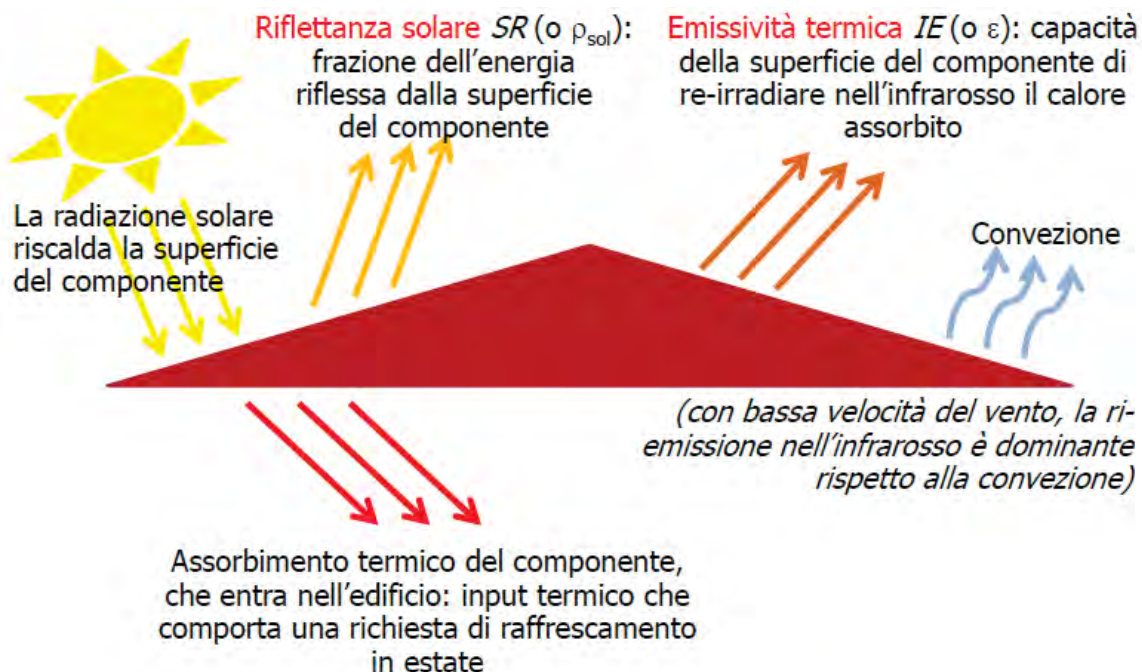 Riflettanza solare SR (o ρsol):
frazione dell'energia
riflessa dalla superficie
del componente
Emissività termica IE (o ε): capacità
della superficie del componente di
re-irradiare nell'infrarosso il calore
assorbito
La radiazione solare
riscalda la superficie
del componente
Convezione
(con bassa velocità del vento, la ri-
emissione nell'infrarosso è dominante
rispetto alla convezione)
Assorbimento termico del componente,
che entra nell'edificio: input termico che
comporta una richiesta di raffrescamento
in estate